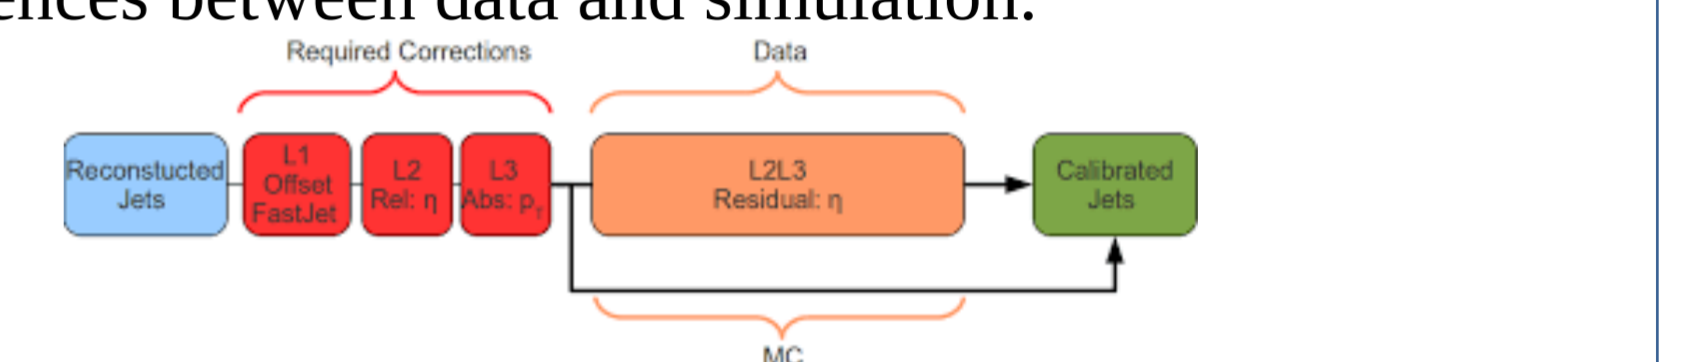 ences between data and simulation.
Required Corrections
Data
Reconstucted
Jets
L1
Offset
FastJet
L2
Rel: η
L3
Abs: pT
L2L3
Residual: η
Calibrated
Jets
MC